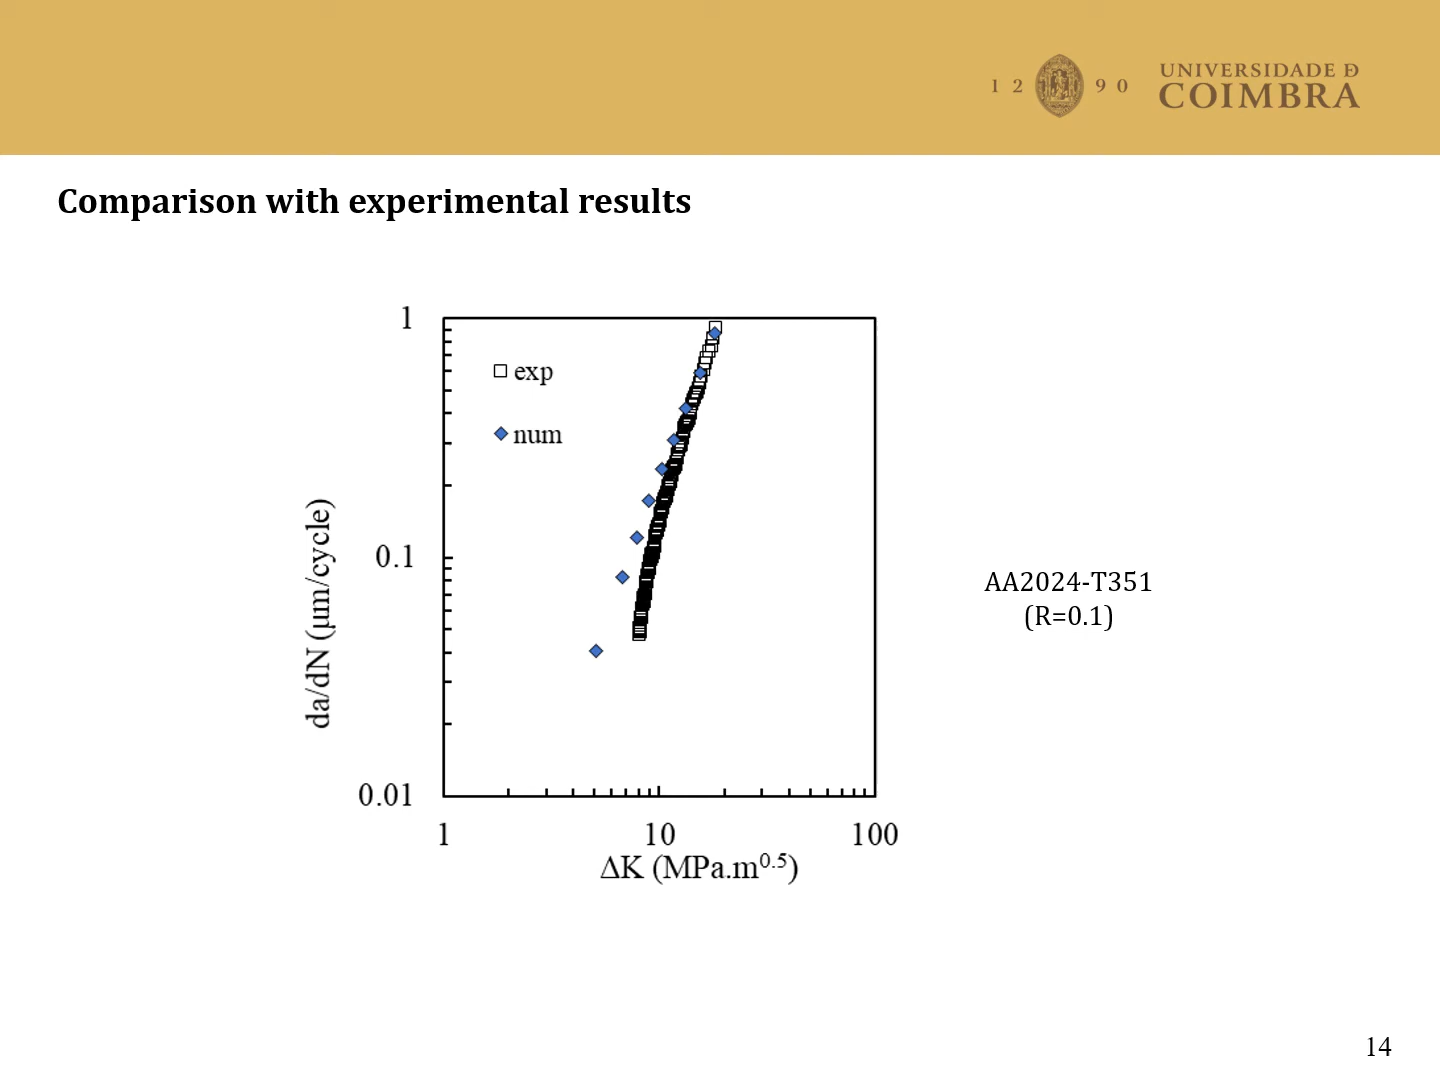 1 2 9 0
UNIVERSIDADE Ð
COIMBRA
Comparison with experimental results
1
exp
num
0.1
0.01
da/dN (μm/cycle)
1 10 100
ΔK (MPa.m^0.5)
AA2024-T351
(R=0.1)
14